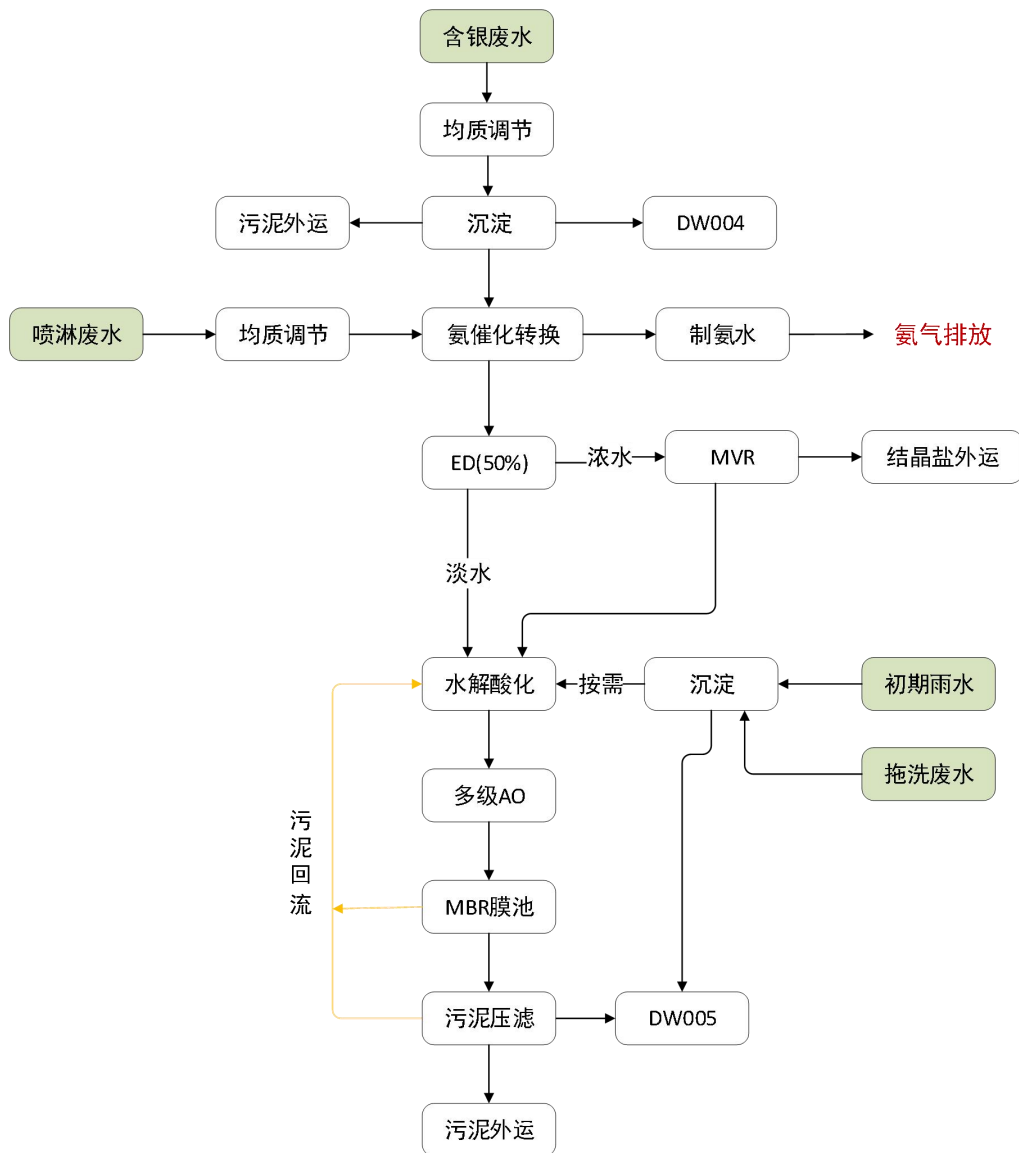 含银废水
均质调节
污泥外运
沉淀
DW004
喷淋废水
均质调节
氨催化转换
制氨水
氨气排放
ED(50%)
浓水
MVR
结晶盐外运
淡水
水解酸化
按需
沉淀
初期雨水
拖洗废水
多级AO
污泥回流
MBR膜池
污泥压滤
DW005
污泥外运